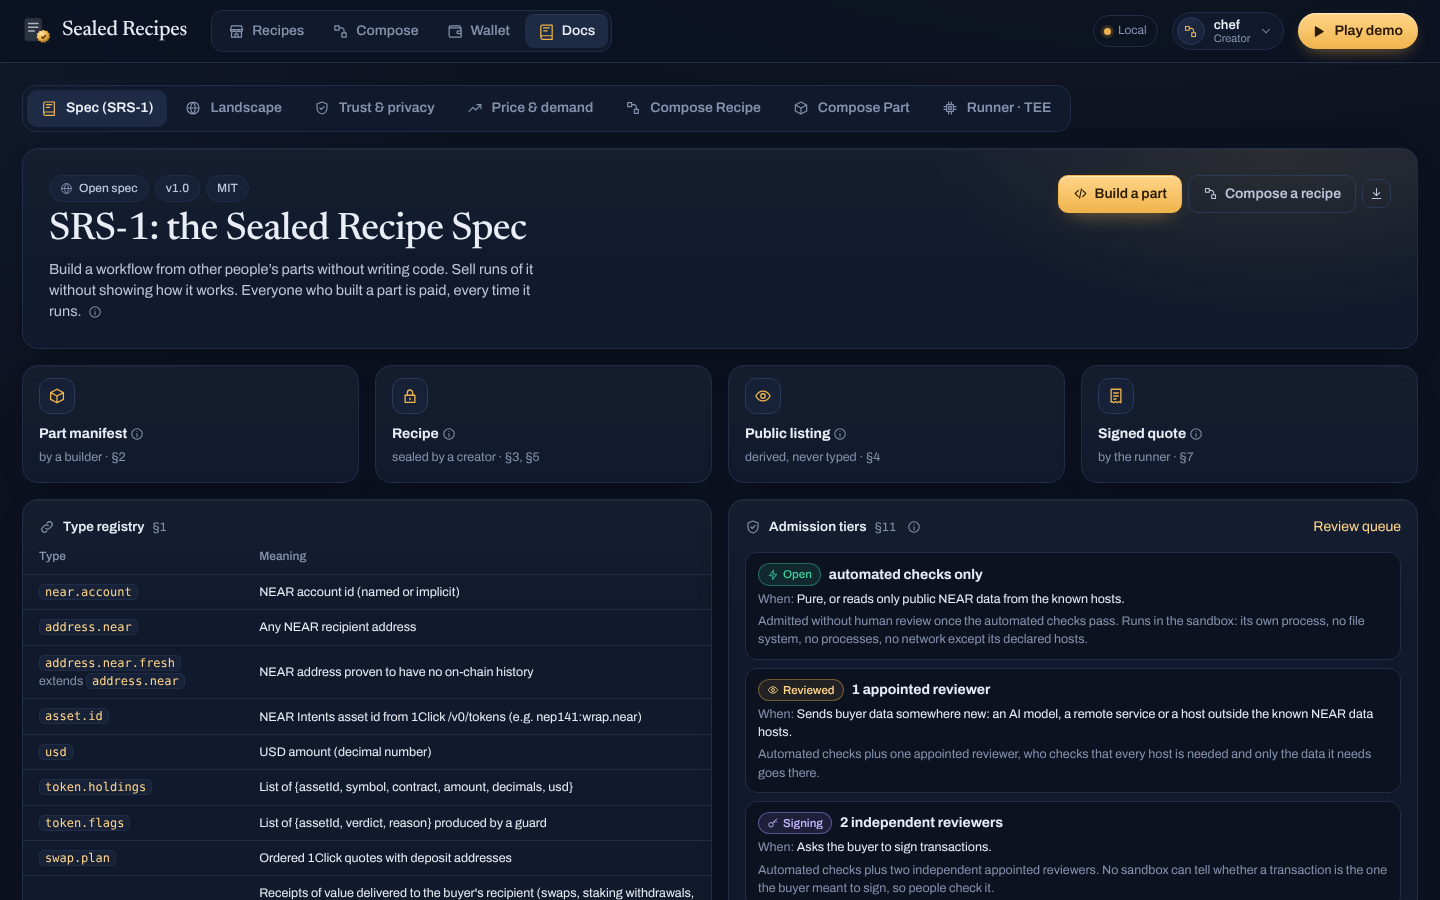 Sealed Recipes
Recipes
Compose
Wallet
Docs
Local
chef
Creator
Play demo
Spec (SRS-1)
Landscape
Trust & privacy
Price & demand
Compose Recipe
Compose Part
Runner · TEE
Open spec
v1.0
MIT
Build a part
Compose a recipe
SRS-1: the Sealed Recipe Spec
Build a workflow from other people's parts without writing code. Sell runs of it
without showing how it works. Everyone who built a part is paid, every time it
runs.
Part manifest
by a builder · §2
Recipe
sealed by a creator · §3, §5
Public listing
derived, never typed · §4
Signed quote
by the runner · §7
Type registry §1
Type Meaning
near.account NEAR account id (named or implicit)
address.near Any NEAR recipient address
address.near.fresh
extends address.near
NEAR address proven to have no on-chain history
asset.id NEAR Intents asset id from 1Click /v0/tokens (e.g. nep141:wrap.near)
usd USD amount (decimal number)
token.holdings List of {assetId, symbol, contract, amount, decimals, usd}
token.flags List of {assetId, verdict, reason} produced by a guard
swap.plan Ordered 1Click quotes with deposit addresses
Receipts of value delivered to the buyer's recipient (swaps, staking withdrawals,
Admission tiers §11
Review queue
Open automated checks only
When: Pure, or reads only public NEAR data from the known hosts.
Admitted without human review once the automated checks pass. Runs in the sandbox: its own process, no file
system, no processes, no network except its declared hosts.
Reviewed 1 appointed reviewer
When: Sends buyer data somewhere new: an AI model, a remote service or a host outside the known NEAR data
hosts.
Automated checks plus one appointed reviewer, who checks that every host is needed and only the data it needs
goes there.
Signing 2 independent reviewers
When: Asks the buyer to sign transactions.
Automated checks plus two independent appointed reviewers. No sandbox can tell whether a transaction is the one
the buyer meant to sign, so people check it.